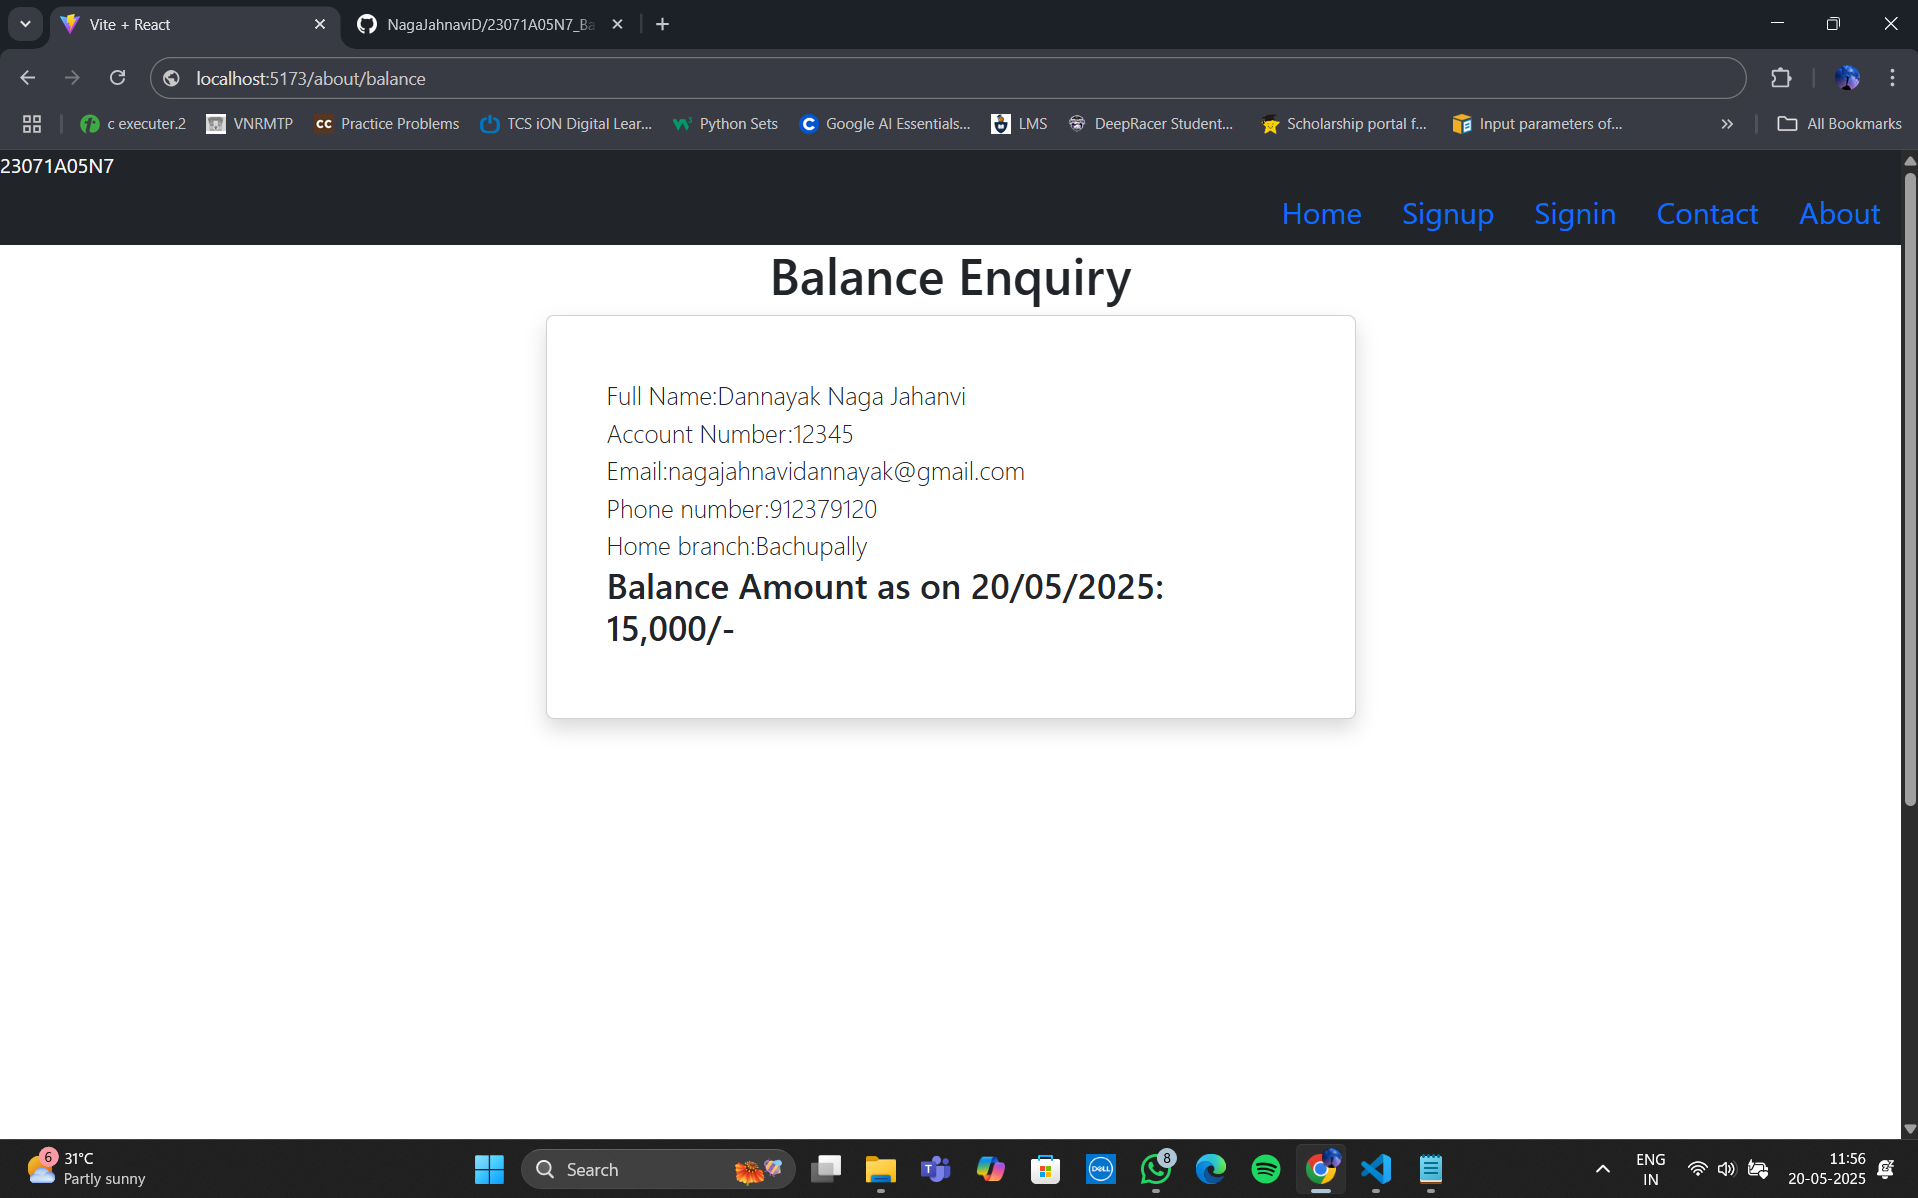 Vite + React
NagaJahnaviD/23071A05N7_Ba
localhost:5173/about/balance
c executer.2
VNRMTP
CC
Practice Problems
TCS iON Digital Lear...
Python Sets
Google AI Essentials...
LMS
DeepRacer Student...
Scholarship portal f...
Input parameters of...
All Bookmarks
23071A05N7
Home
Signup
Signin
Contact
About
Balance Enquiry
Full Name:Dannayak Naga Jahanvi
Account Number:12345
Email:nagajahnavidannayak@gmail.com
Phone number:912379120
Home branch:Bachupally
Balance Amount as on 20/05/2025:
15,000/-
6
31°C
Partly sunny
Search
DELL
8
ENG
IN
11:56
20-05-2025